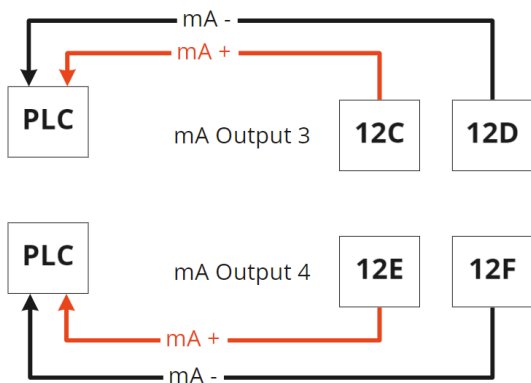 mA -
mA +
PLC
mA Output 3
12C
12D
PLC
mA Output 4
12E
12F
mA +
mA -